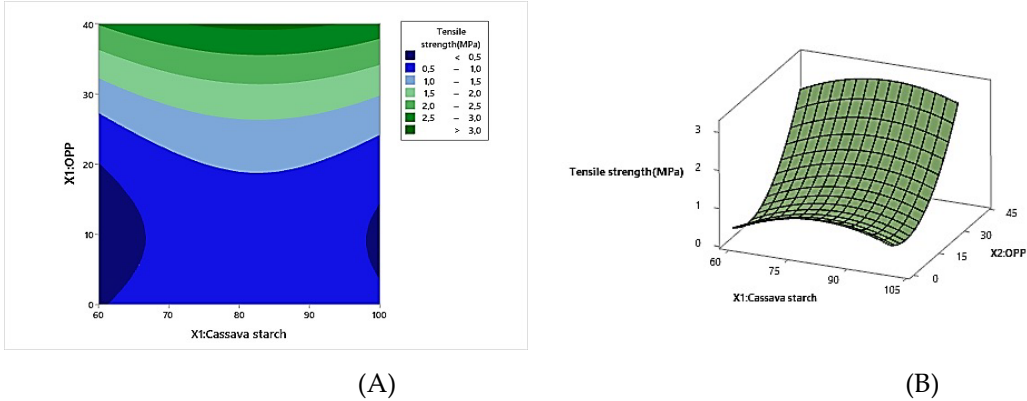 40
30
20
10
0
60
70
80
90
100
X1:OPP
X1:Cassava starch
Tensile
strength(MPa)
< 0,5
0,5 – 1,0
1,0 – 1,5
1,5 – 2,0
2,0 – 2,5
2,5 – 3,0
> 3,0
(A)
3
2
1
0
Tensile strength(MPa)
60
75
90
105
X1:Cassava starch
0
15
30
45
X2:OPP
(B)